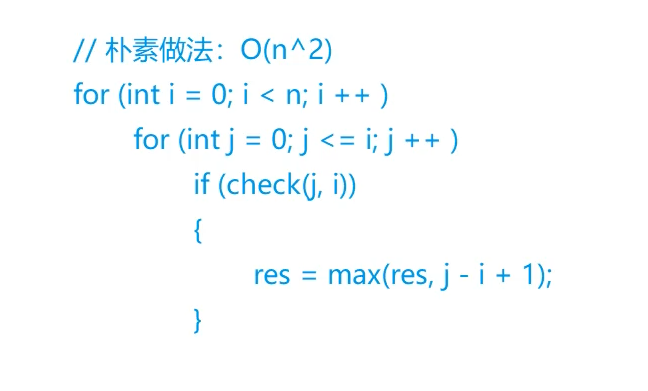 // 朴素做法：O(n^2)
for (int i = 0; i < n; i ++ )
for (int j = 0; j <= i; j ++ )
if (check(j, i))
{
res = max(res, j - i + 1);
}